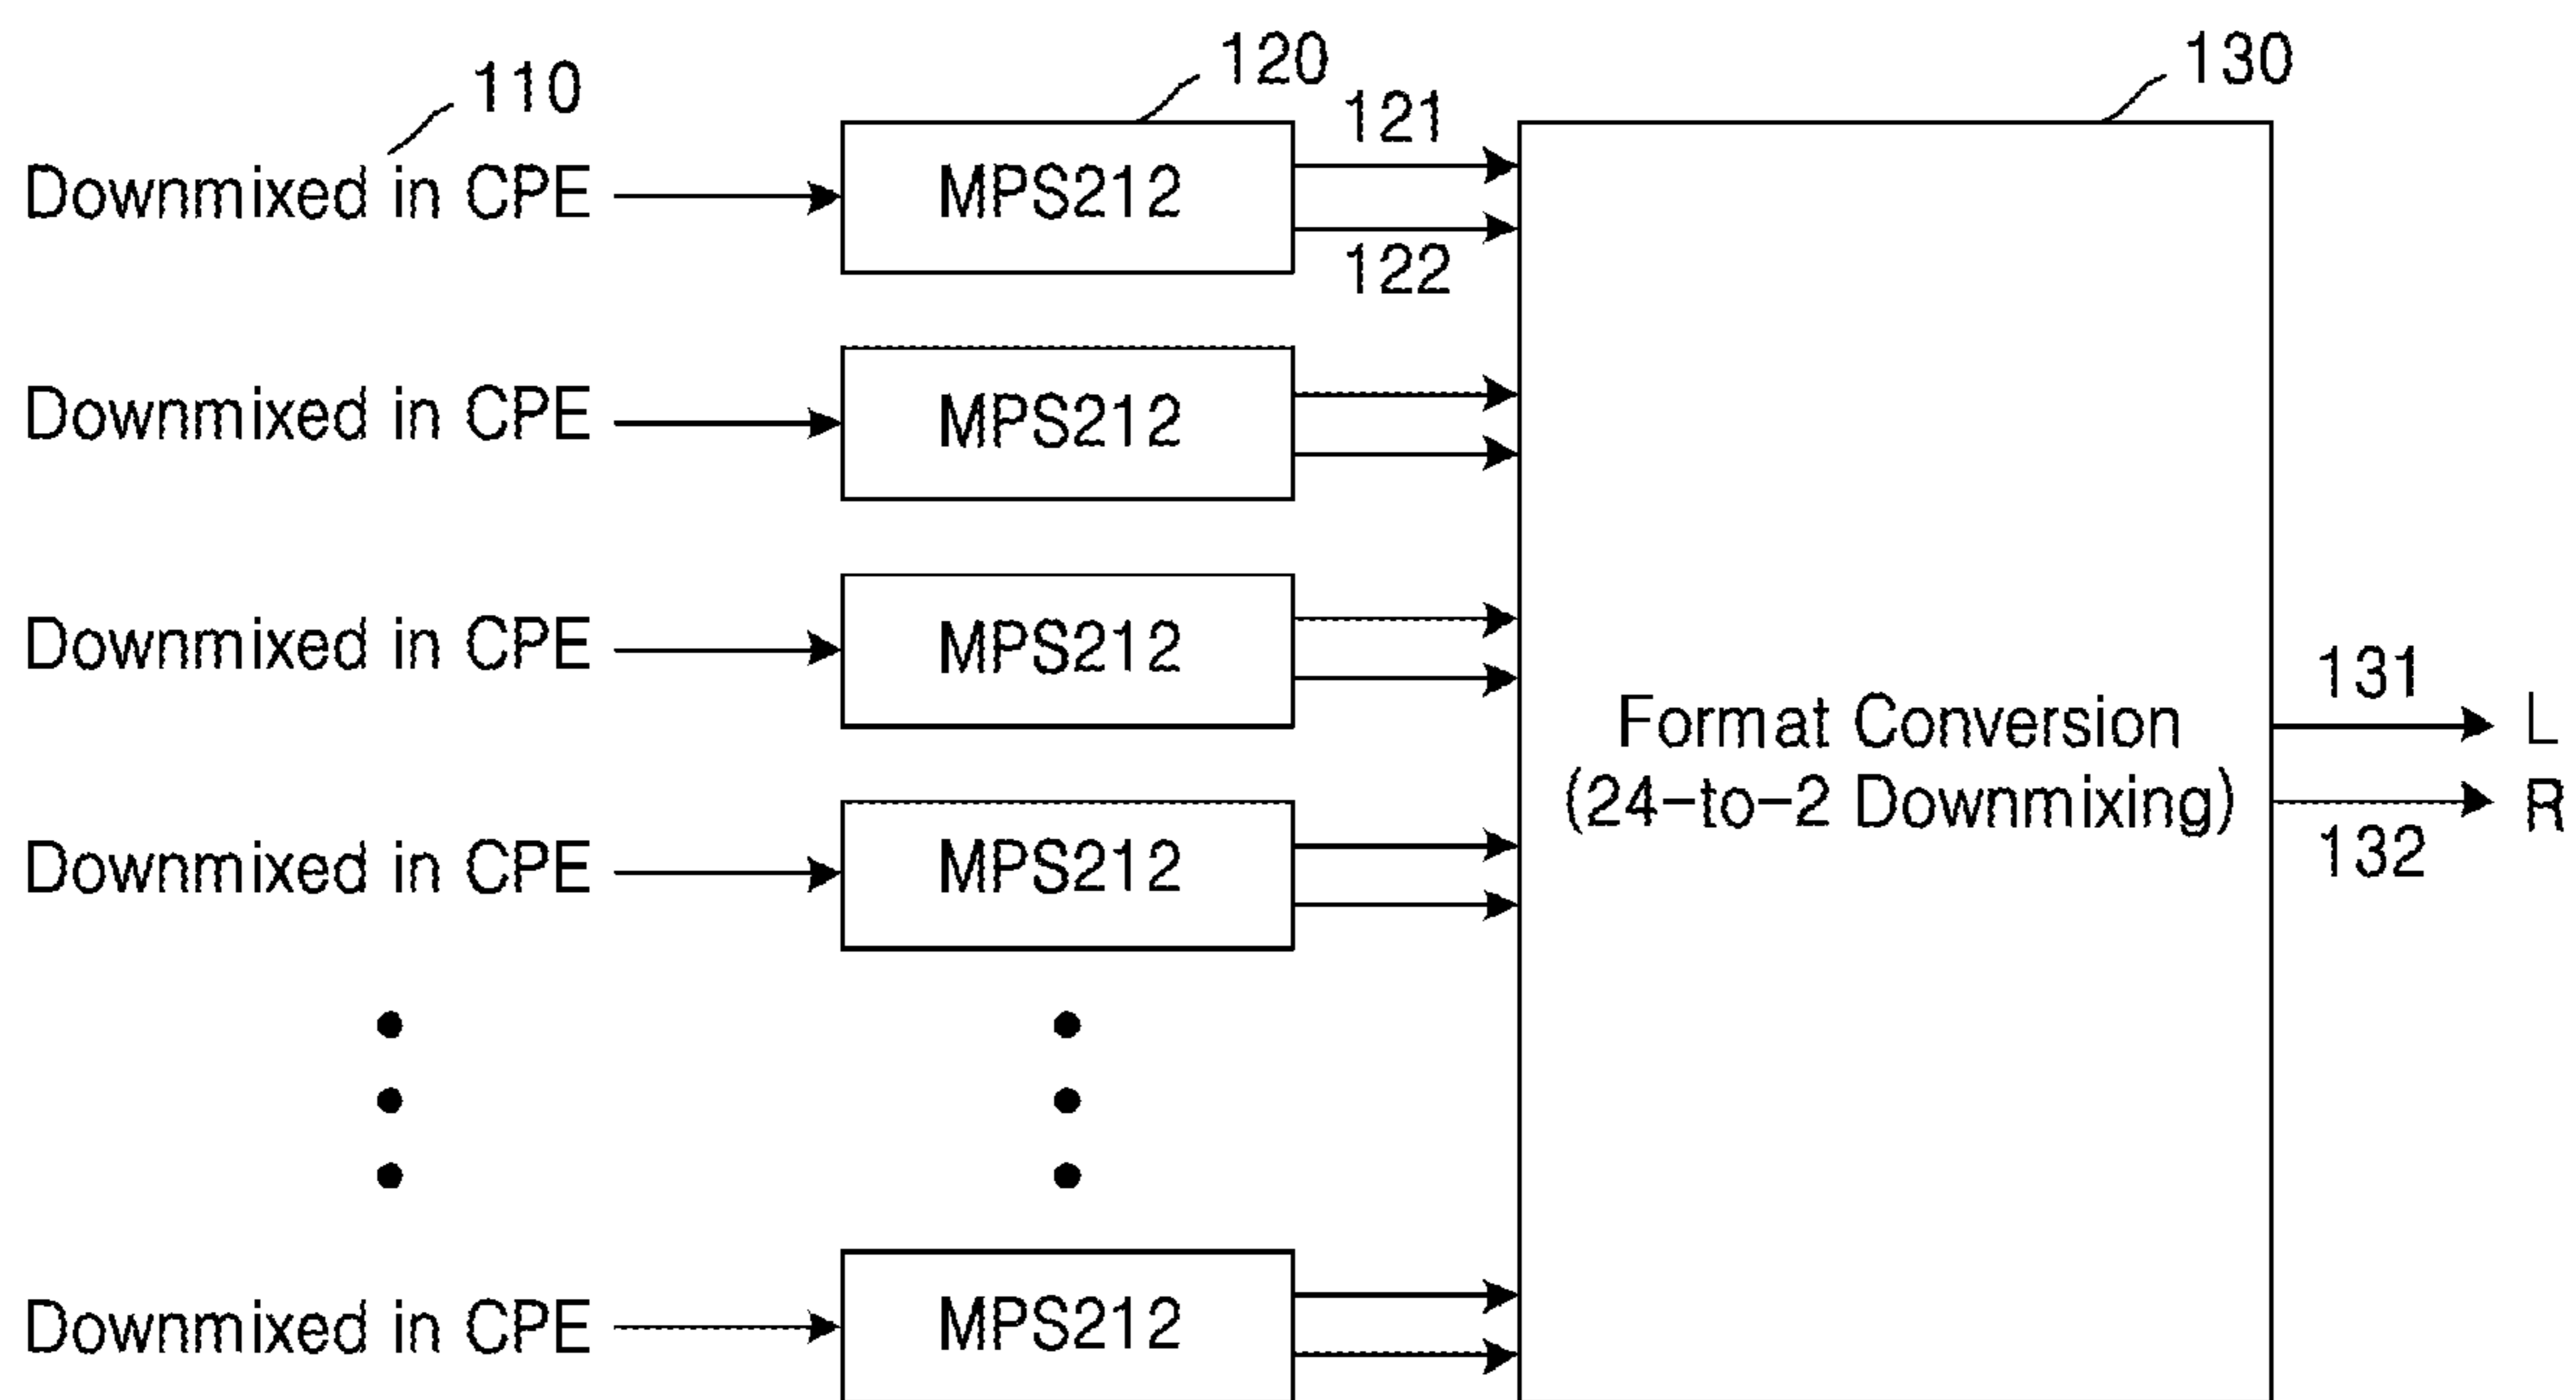 110
120
130
121
Downmixed in CPE
MPS212
122
Downmixed in CPE
MPS212
Downmixed in CPE
MPS212
131
Format Conversion
L
(24-to-2 Downmixing)
R
132
Downmixed in CPE
MPS212
Downmixed in CPE
MPS212